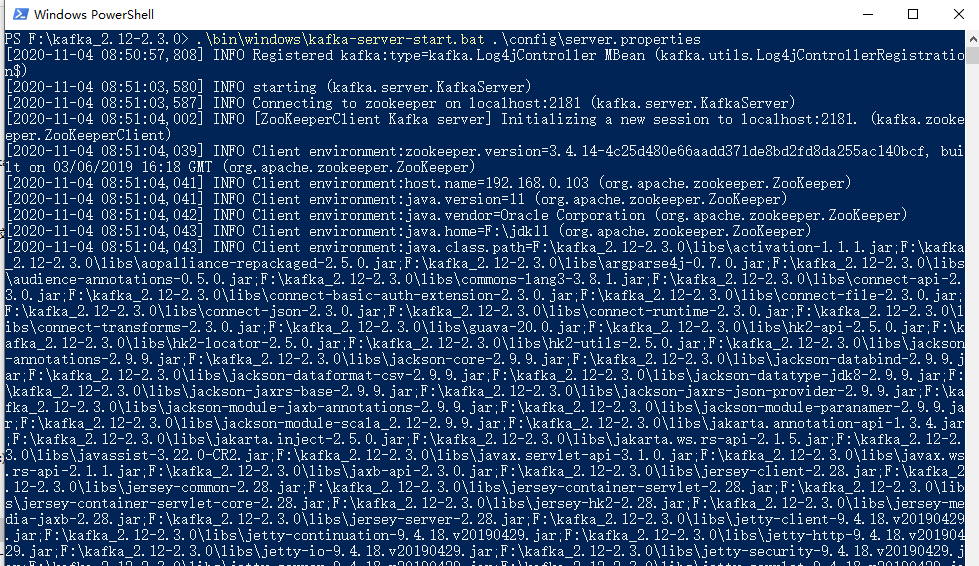 Windows PowerShell
PS F:\kafka_2.12-2.3.0> .\bin\windows\kafka-server-start.bat .\config\server.properties
[2020-11-04 08:50:57,808] INFO Registered kafka:type=kafka.Log4jController MBean (kafka.utils.Log4jControllerRegistratio
n$)
[2020-11-04 08:51:03,580] INFO starting (kafka.server.KafkaServer)
[2020-11-04 08:51:03,587] INFO Connecting to zookeeper on localhost:2181 (kafka.server.KafkaServer)
[2020-11-04 08:51:04,002] INFO [ZooKeeperClient Kafka server] Initializing a new session to localhost:2181. (kafka.zooke
eper.ZooKeeperClient)
[2020-11-04 08:51:04,039] INFO Client environment:zookeeper.version=3.4.14-4c25d480e66aadd371de8bd2fd8da255ac140bcf, bui
lt on 03/06/2019 16:18 GMT (org.apache.zookeeper.ZooKeeper)
[2020-11-04 08:51:04,041] INFO Client environment:host.name=192.168.0.103 (org.apache.zookeeper.ZooKeeper)
[2020-11-04 08:51:04,041] INFO Client environment:java.version=11 (org.apache.zookeeper.ZooKeeper)
[2020-11-04 08:51:04,042] INFO Client environment:java.vendor=Oracle Corporation (org.apache.zookeeper.ZooKeeper)
[2020-11-04 08:51:04,043] INFO Client environment:java.home=F:\jdk11 (org.apache.zookeeper.ZooKeeper)
[2020-11-04 08:51:04,043] INFO Client environment:java.class.path=F:\kafka_2.12-2.3.0\libs\activation-1.1.1.jar;F:\kafka
_2.12-2.3.0\libs\aopalliance-repackaged-2.5.0.jar;F:\kafka_2.12-2.3.0\libs\argparse4j-0.7.0.jar;F:\kafka_2.12-2.3.0\libs
\audience-annotations-0.5.0.jar;F:\kafka_2.12-2.3.0\libs\commons-lang3-3.8.1.jar;F:\kafka_2.12-2.3.0\libs\connect-api-2.
3.0.jar;F:\kafka_2.12-2.3.0\libs\connect-basic-auth-extension-2.3.0.jar;F:\kafka_2.12-2.3.0\libs\connect-file-2.3.0.jar;
F:\kafka_2.12-2.3.0\libs\connect-json-2.3.0.jar;F:\kafka_2.12-2.3.0\libs\connect-runtime-2.3.0.jar;F:\kafka_2.12-2.3.0\l
ibs\connect-transforms-2.3.0.jar;F:\kafka_2.12-2.3.0\libs\guava-20.0.jar;F:\kafka_2.12-2.3.0\libs\hk2-api-2.5.0.jar;F:\k
afka_2.12-2.3.0\libs\hk2-locator-2.5.0.jar;F:\kafka_2.12-2.3.0\libs\hk2-utils-2.5.0.jar;F:\kafka_2.12-2.3.0\libs\jackson
-annotations-2.9.9.jar;F:\kafka_2.12-2.3.0\libs\jackson-core-2.9.9.jar;F:\kafka_2.12-2.3.0\libs\jackson-databind-2.9.9.j
ar;F:\kafka_2.12-2.3.0\libs\jackson-dataformat-csv-2.9.9.jar;F:\kafka_2.12-2.3.0\libs\jackson-datatype-jdk8-2.9.9.jar;F:
\kafka_2.12-2.3.0\libs\jackson-jaxrs-base-2.9.9.jar;F:\kafka_2.12-2.3.0\libs\jackson-jaxrs-json-provider-2.9.9.jar;F:\ka
fka_2.12-2.3.0\libs\jackson-module-jaxb-annotations-2.9.9.jar;F:\kafka_2.12-2.3.0\libs\jackson-module-paranamer-2.9.9.ja
r;F:\kafka_2.12-2.3.0\libs\jackson-module-scala_2.12-2.9.9.jar;F:\kafka_2.12-2.3.0\libs\jakarta.annotation-api-1.3.4.jar
;F:\kafka_2.12-2.3.0\libs\jakarta.inject-2.5.0.jar;F:\kafka_2.12-2.3.0\libs\jakarta.ws.rs-api-2.1.5.jar;F:\kafka_2.12-2.
3.0\libs\javassist-3.22.0-CR2.jar;F:\kafka_2.12-2.3.0\libs\javax.servlet-api-3.1.0.jar;F:\kafka_2.12-2.3.0\libs\javax.ws
.rs-api-2.1.1.jar;F:\kafka_2.12-2.3.0\libs\jaxb-api-2.3.0.jar;F:\kafka_2.12-2.3.0\libs\jersey-client-2.28.jar;F:\kafka_2
.12-2.3.0\libs\jersey-common-2.28.jar;F:\kafka_2.12-2.3.0\libs\jersey-container-servlet-2.28.jar;F:\kafka_2.12-2.3.0\lib
s\jersey-container-servlet-core-2.28.jar;F:\kafka_2.12-2.3.0\libs\jersey-hk2-2.28.jar;F:\kafka_2.12-2.3.0\libs\jersey-me
dia-jaxb-2.28.jar;F:\kafka_2.12-2.3.0\libs\jersey-server-2.28.jar;F:\kafka_2.12-2.3.0\libs\jetty-client-9.4.18.v20190429
.jar;F:\kafka_2.12-2.3.0\libs\jetty-continuation-9.4.18.v20190429.jar;F:\kafka_2.12-2.3.0\libs\jetty-http-9.4.18.v201904
29.jar;F:\kafka_2.12-2.3.0\libs\jetty-io-9.4.18.v20190429.jar;F:\kafka_2.12-2.3.0\libs\jetty-security-9.4.18.v20190429.j